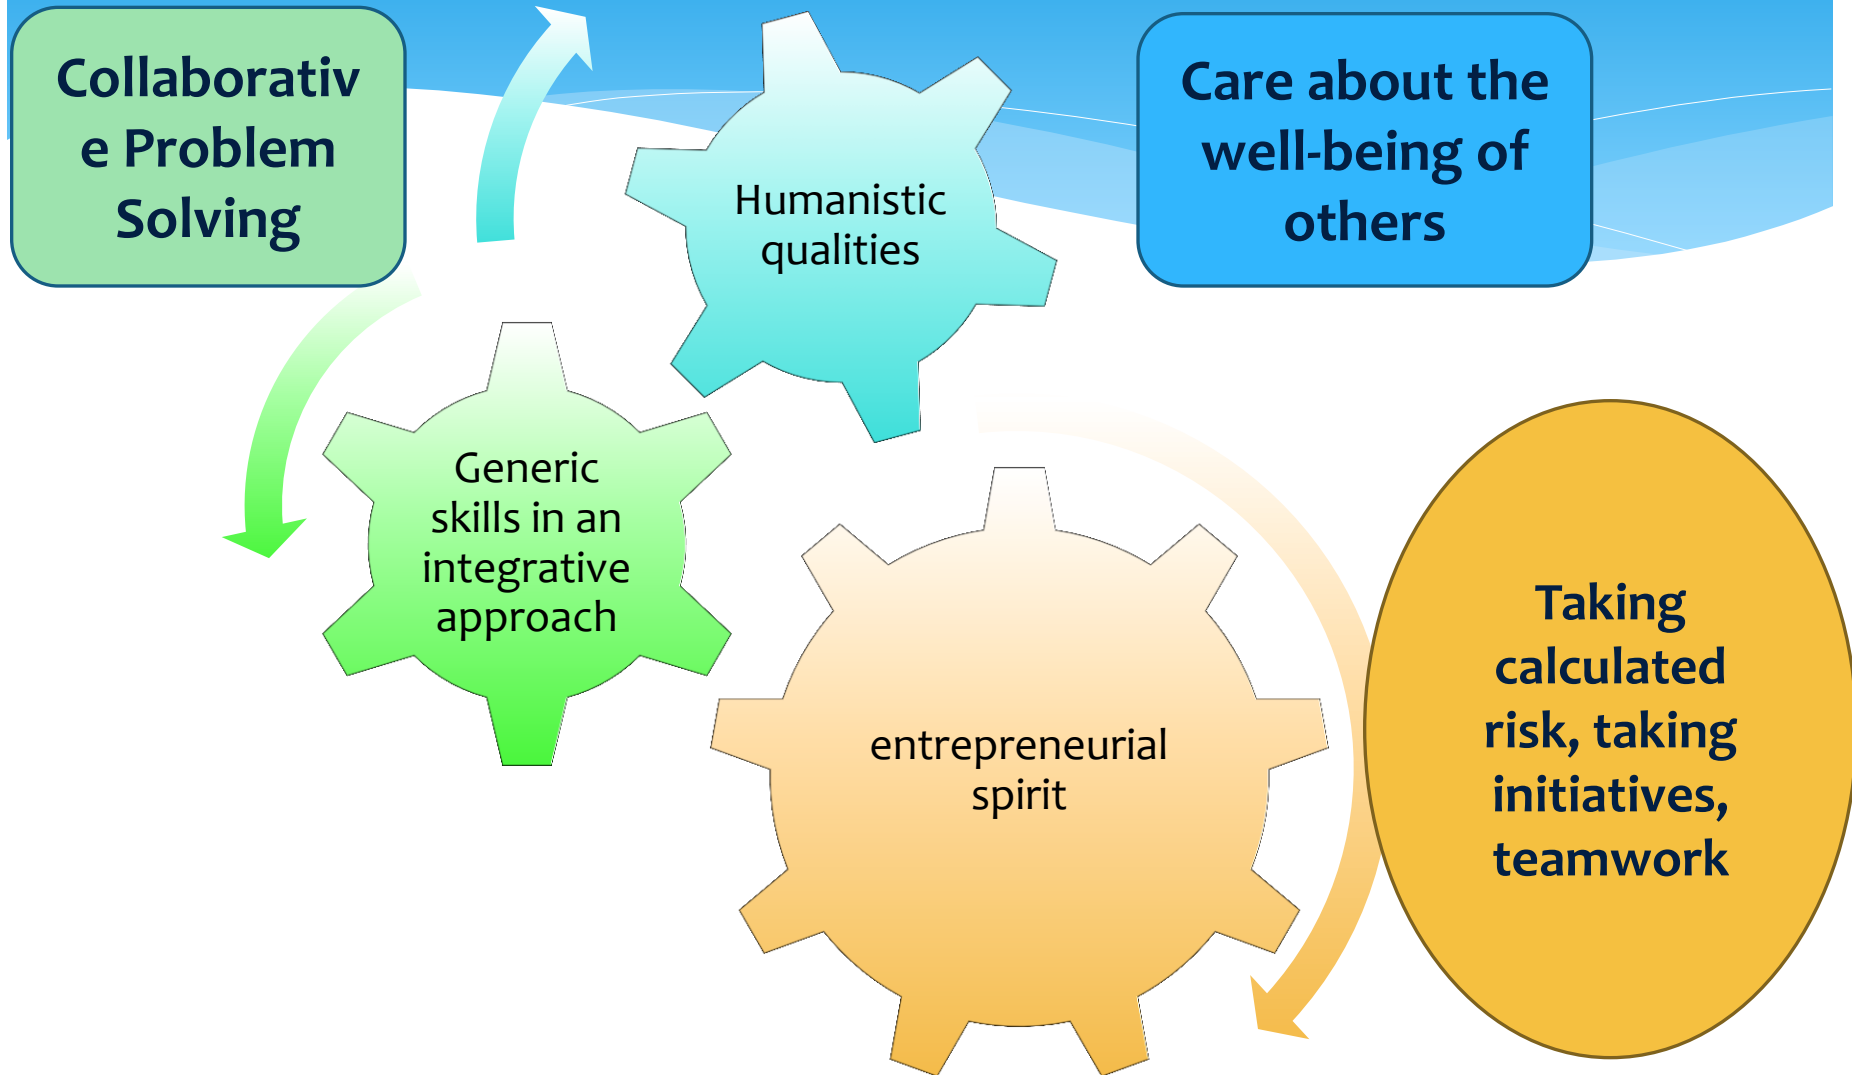 Collaborativ
e Problem
Solving
Humanistic
qualities
Care about the
well-being of
others
Generic
skills in an
integrative
approach
entrepreneurial
spirit
Taking
calculated
risk, taking
initiatives,
teamwork